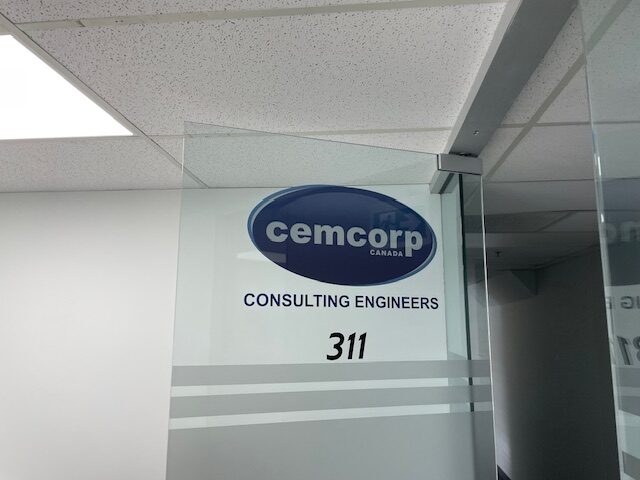 cemcorp
CANADA
CONSULTING ENGINEERS
311